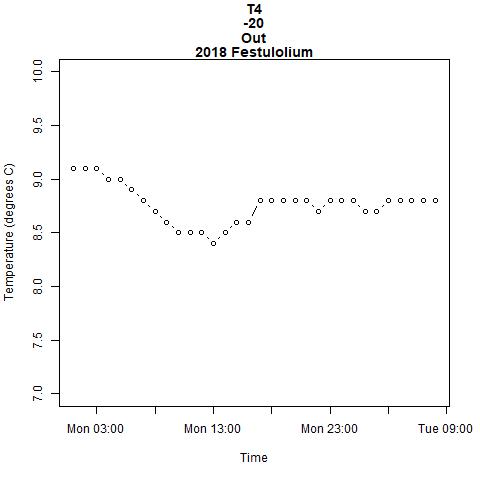 T4
-20
Out
2018 Festulolium
10.0
9.5
9.0
8.5
8.0
7.5
7.0
Temperature (degrees C)
Mon 03:00
Mon 13:00
Mon 23:00
Tue 09:00
Time